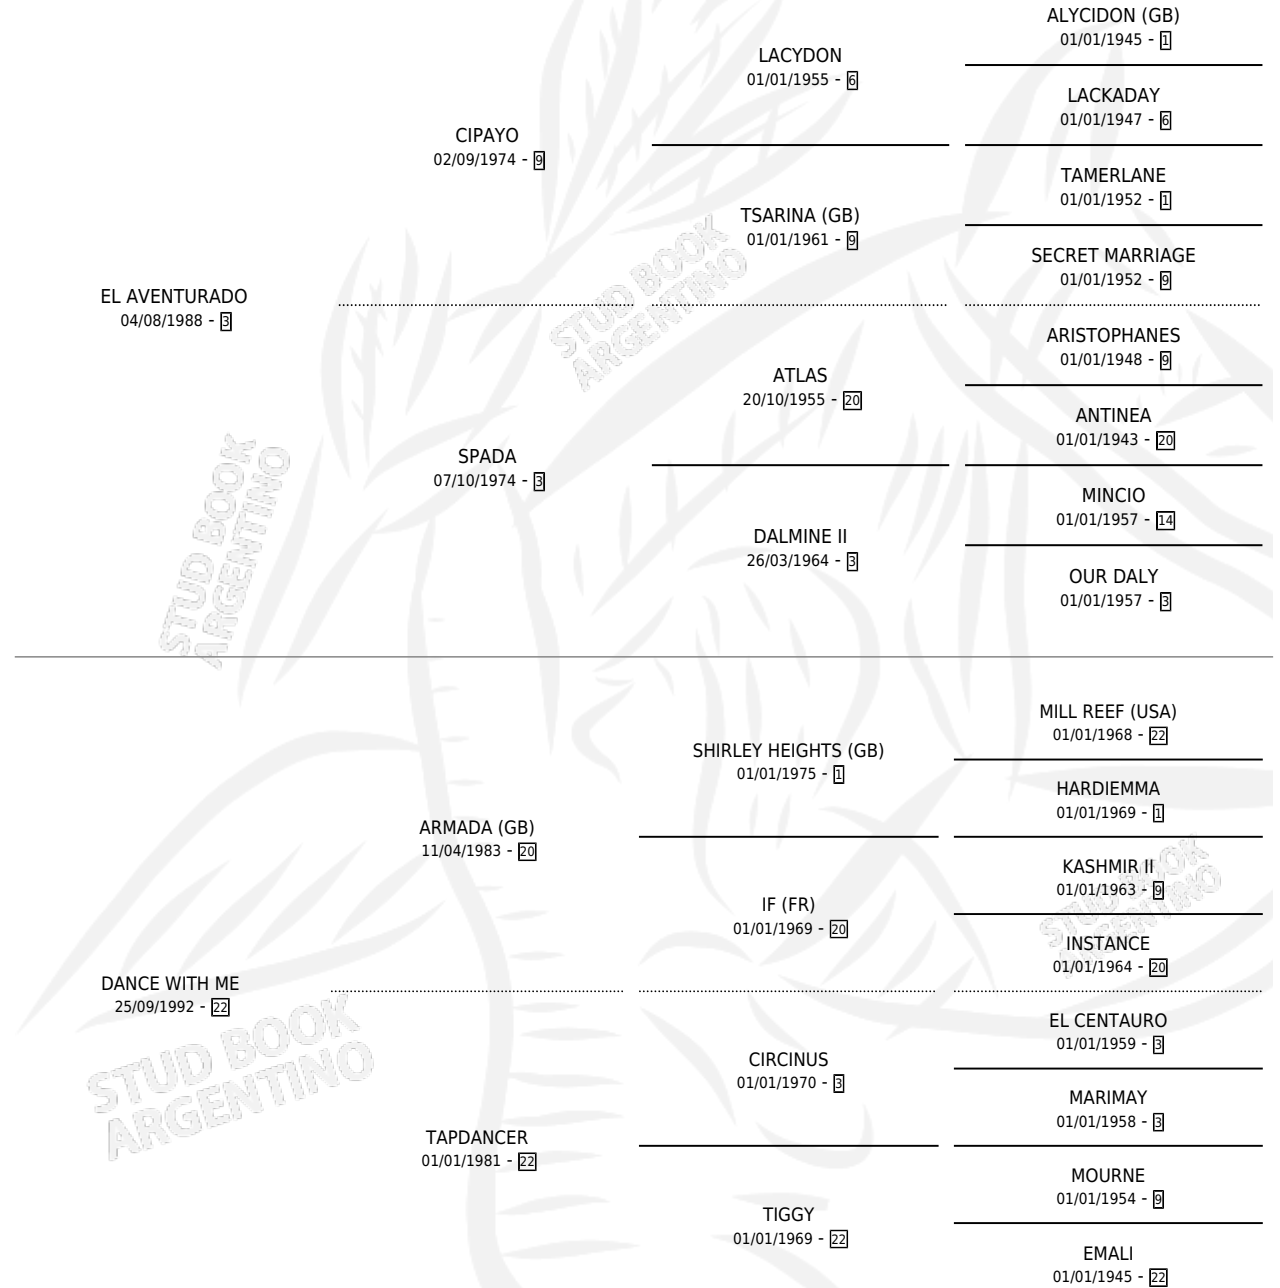 ALYCIDON (GB)
01/01/1945 - 1
LACYDON
01/01/1955 - 6
LACKADAY
01/01/1947 - 6
CIPAYO
02/09/1974 - 9
TAMERLANE
01/01/1952 - 1
TSARINA (GB)
01/01/1961 - 9
SECRET MARRIAGE
01/01/1952 - 9
EL AVENTURADO
04/08/1988 - 3
ARISTOPHANES
01/01/1948 - 9
ATLAS
20/10/1955 - 20
ANTINEA
01/01/1943 - 20
SPADA
07/10/1974 - 3
MINCIO
01/01/1957 - 14
DALMINE II
26/03/1964 - 3
OUR DALY
01/01/1957 - 3
STUD BOOK
ARGENTINO
STUD BOOK
ARGENTINO
MILL REEF (USA)
01/01/1968 - 22
SHIRLEY HEIGHTS (GB)
01/01/1975 - 1
HARDIEMMA
01/01/1969 - 1
ARMADA (GB)
11/04/1983 - 20
KASHMIR II
01/01/1963 - 9
IF (FR)
01/01/1969 - 20
INSTANCE
01/01/1964 - 20
DANCE WITH ME
25/09/1992 - 22
EL CENTAURO
01/01/1959 - 3
CIRCINUS
01/01/1970 - 3
MARIMAY
01/01/1958 - 3
TAPDANCER
01/01/1981 - 22
MOURNE
01/01/1954 - 9
TIGGY
01/01/1969 - 22
EMALI
01/01/1945 - 22
STUD BOOK
ARGENTINO
STUD BOOK
ARGENTINO